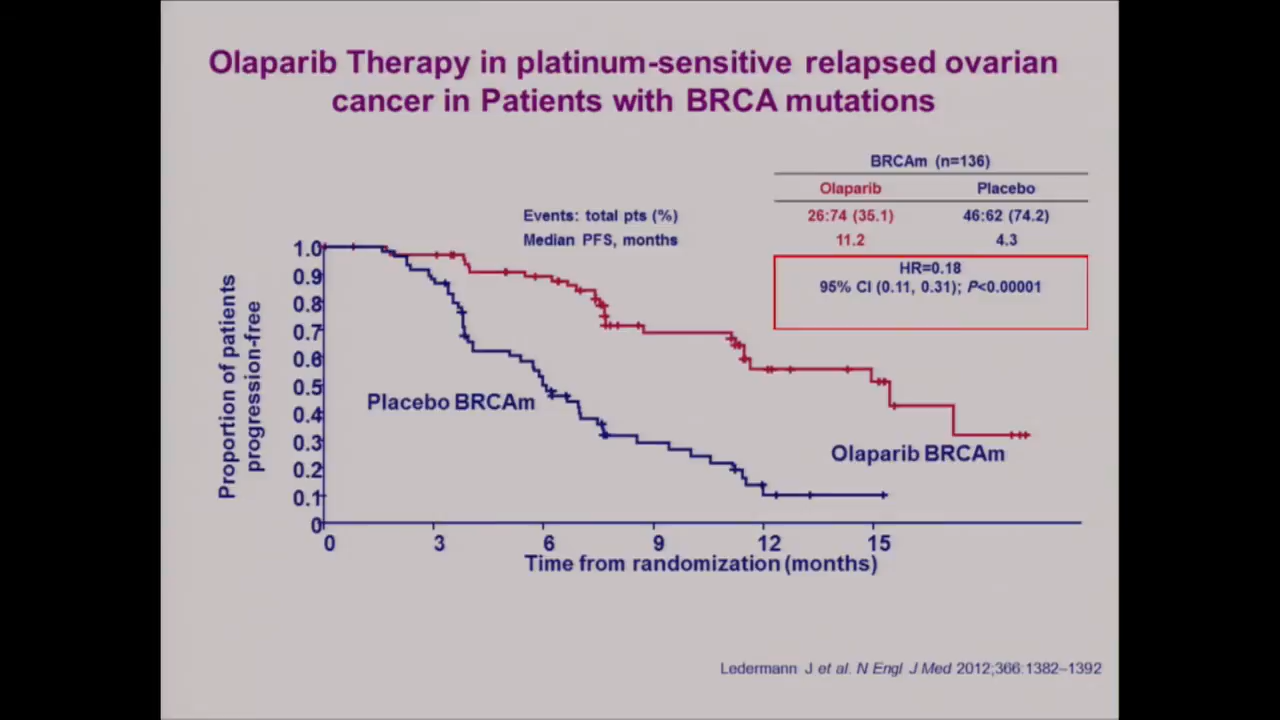 Olaparib Therapy in platinum-sensitive relapsed ovarian
cancer in Patients with BRCA mutations
BRCAm (n=136)
Olaparib Placebo
Events: total pts (%) 26:74 (35.1) 46:62 (74.2)
Median PFS, months 11.2 4.3
HR=0.18
95% CI (0.11, 0.31); P<0.00001
Proportion of patients
progression-free
1.0
0.9
0.8
0.7
0.6
0.5
0.4
0.3
0.2
0.1
0
Placebo BRCAm
Olaparib BRCAm
0 3 6 9 12 15
Time from randomization (months)
Ledermann J et al. N Engl J Med 2012;366:1382–1392